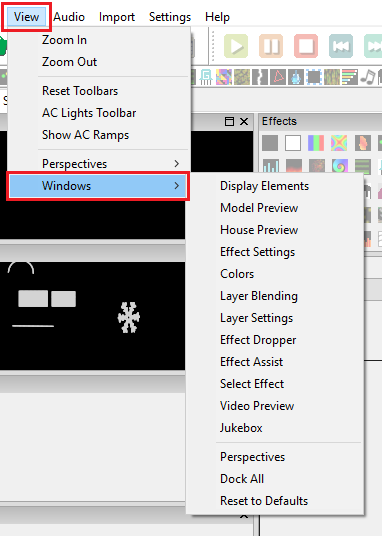 View Audio Import Settings Help
Zoom In
Zoom Out
Reset Toolbars
AC Lights Toolbar
Show AC Ramps
Effects
Perspectives
Windows
Display Elements
Model Preview
House Preview
Effect Settings
Colors
Layer Blending
Layer Settings
Effect Dropper
Effect Assist
Select Effect
Video Preview
Jukebox
Perspectives
Dock All
Reset to Defaults